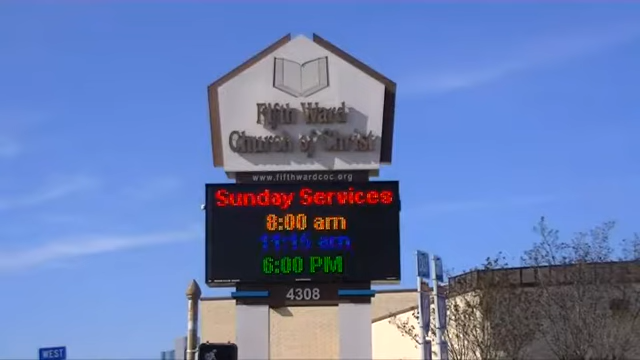 Fifth Ward
Church of Christ
www.fifthwardcoc.org
Sunday Services
8:00 am
11:15 am
6:00 PM
4308
WEST